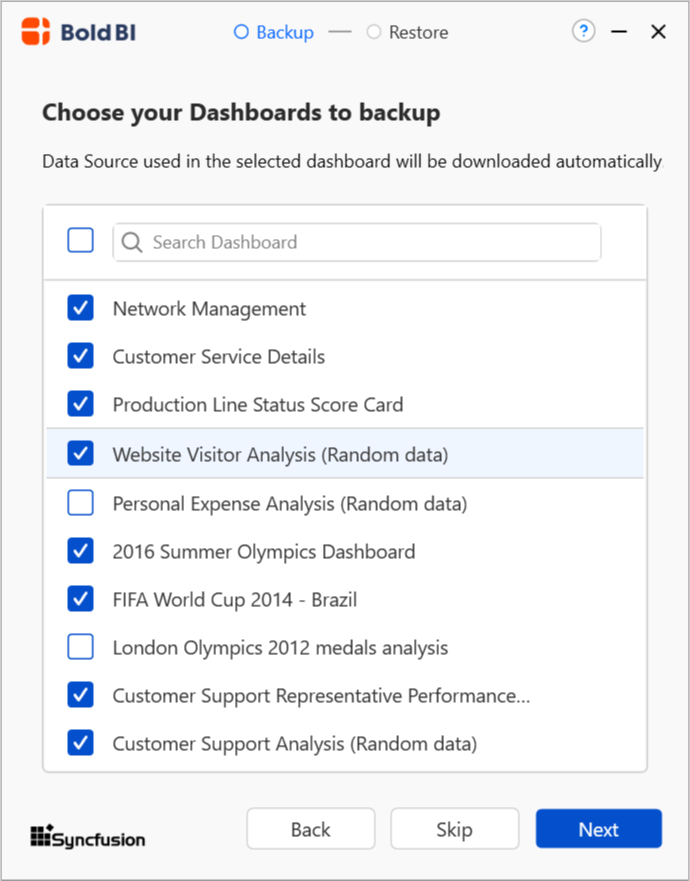 Bold BI
Backup
Restore
?
Choose your Dashboards to backup
Data Source used in the selected dashboard will be downloaded automatically.
Search Dashboard
Network Management
Customer Service Details
Production Line Status Score Card
Website Visitor Analysis (Random data)
Personal Expense Analysis (Random data)
2016 Summer Olympics Dashboard
FIFA World Cup 2014 - Brazil
London Olympics 2012 medals analysis
Customer Support Representative Performance...
Customer Support Analysis (Random data)
Syncfusion
Back
Skip
Next